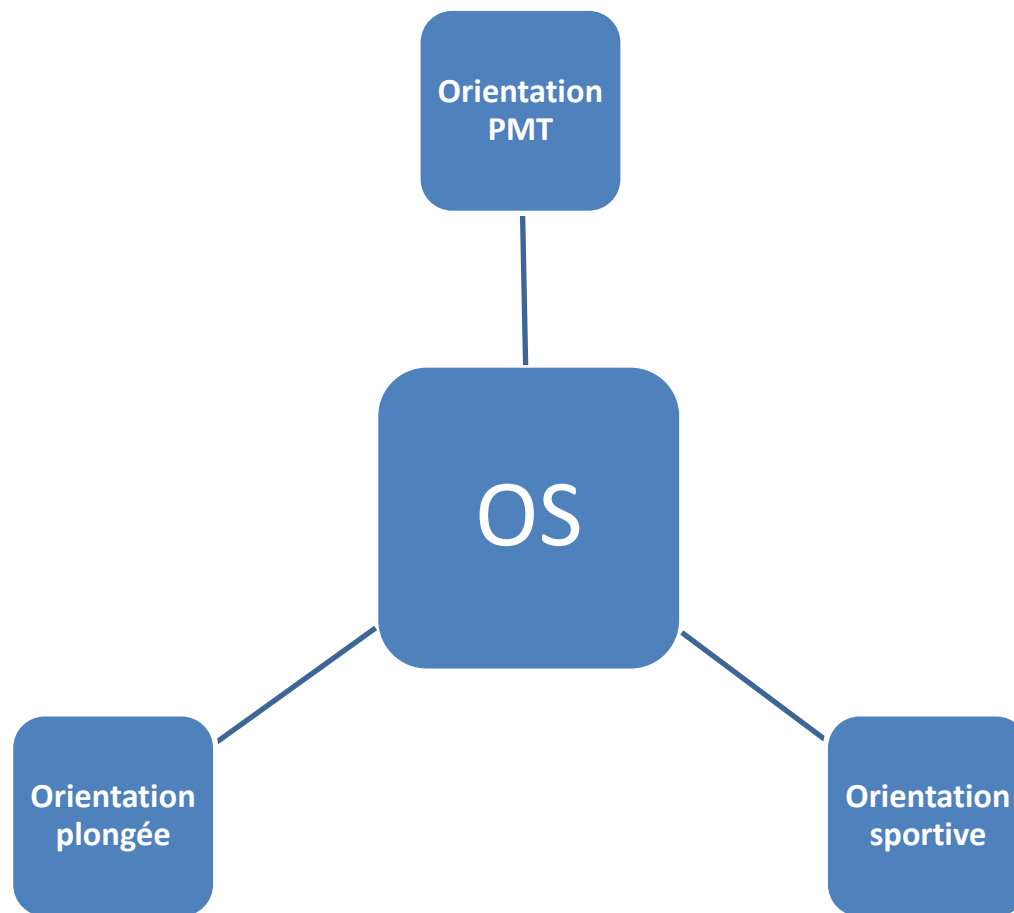 Orientation
PMT
OS
Orientation
plongée
Orientation
sportive